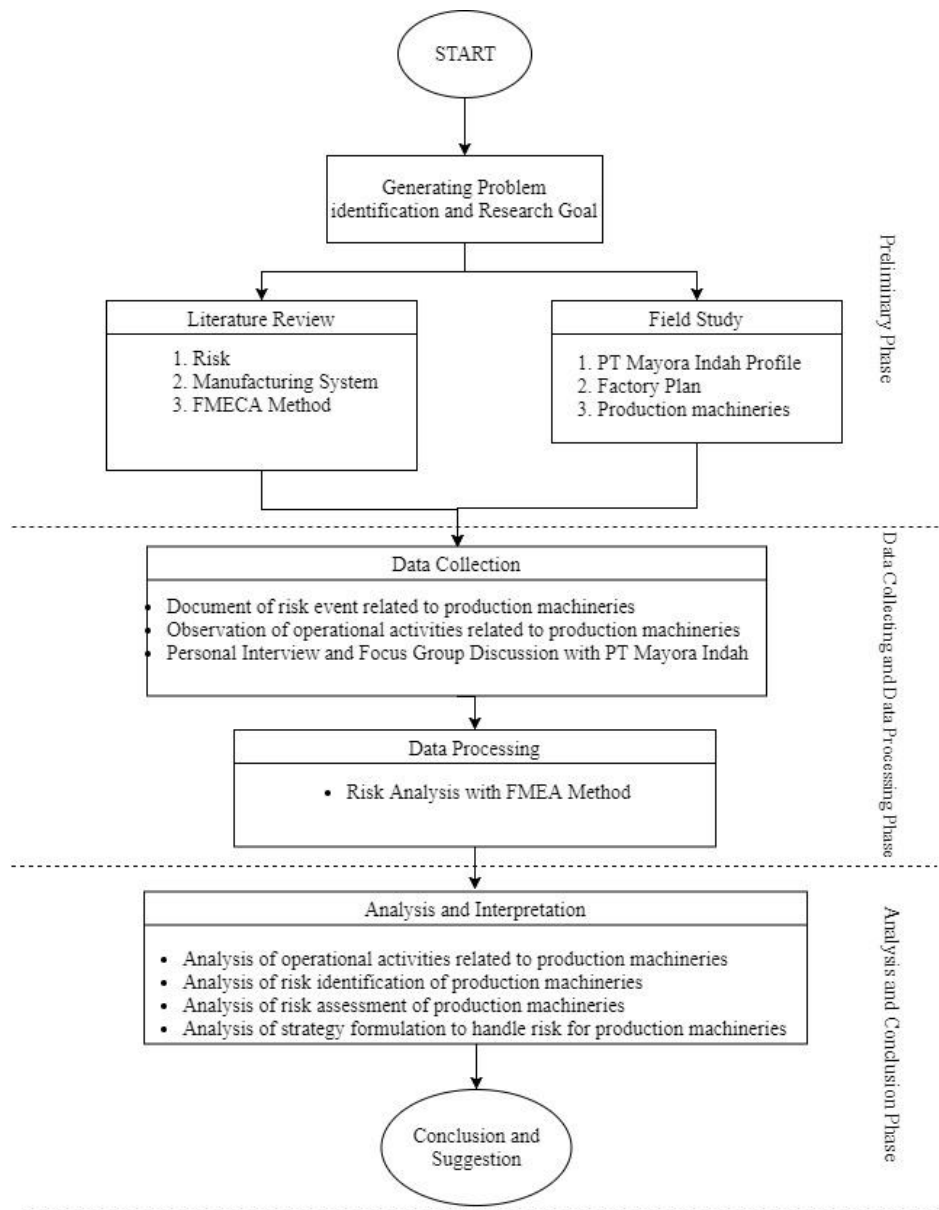 START
Generating Problem
identification and Research Goal
Preliminary Phase
Literature Review
1. Risk
2. Manufacturing System
3. FMECA Method
Field Study
1. PT Mayora Indah Profile
2. Factory Plan
3. Production machineries
Data Collecting and Data Processing Phase
Data Collection
• Document of risk event related to production machineries
• Observation of operational activities related to production machineries
• Personal Interview and Focus Group Discussion with PT Mayora Indah
Data Processing
• Risk Analysis with FMEA Method
Analysis and Conclusion Phase
Analysis and Interpretation
• Analysis of operational activities related to production machineries
• Analysis of risk identification of production machineries
• Analysis of risk assessment of production machineries
• Analysis of strategy formulation to handle risk for production machineries
Conclusion and
Suggestion